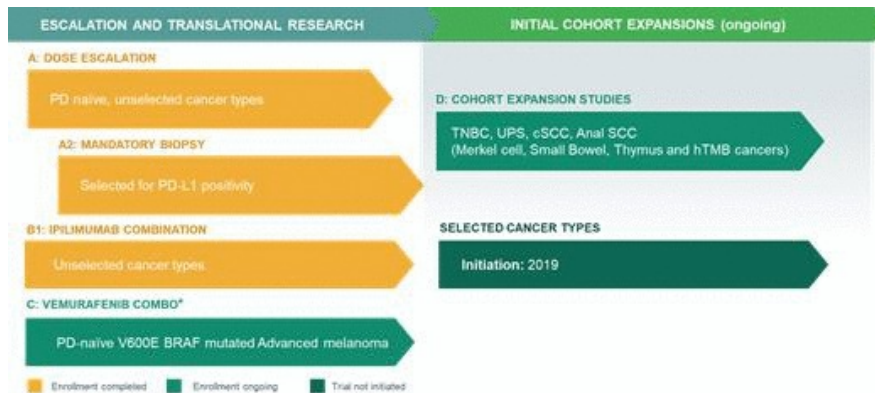 ESCALATION AND TRANSLATIONAL RESEARCH
INITIAL COHORT EXPANSIONS (ongoing)
A: DOSE ESCALATION
PD naïve, unselected cancer types
A2: MANDATORY BIOPSY
Selected for PD-L1 positivity
B1: IPILIMUMAB COMBINATION
Unselected cancer types
C: VEMURAFENIB COMBO*
PD-naïve V600E BRAF mutated Advanced melanoma
D: COHORT EXPANSION STUDIES
TNBC, UPS, cSCC, Anal SCC
(Merkel cell, Small Bowel, Thymus and hTMB cancers)
SELECTED CANCER TYPES
Initiation: 2019
Enrollment completed
Enrollment ongoing
Trial not initiated